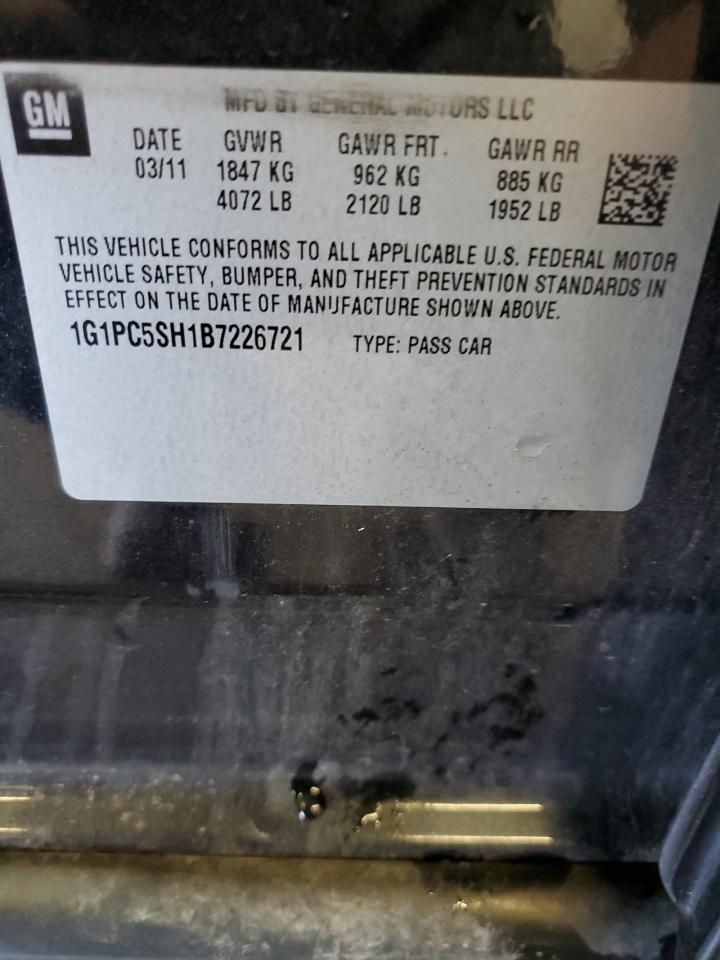 GM
MFD BY GENERAL MOTORS LLC
DATE GVWR GAWR FRT. GAWR RR
03/11 1847 KG 962 KG 885 KG
4072 LB 2120 LB 1952 LB
THIS VEHICLE CONFORMS TO ALL APPLICABLE U.S. FEDERAL MOTOR
VEHICLE SAFETY, BUMPER, AND THEFT PREVENTION STANDARDS IN
EFFECT ON THE DATE OF MANUFACTURE SHOWN ABOVE.
1G1PC5SH1B7226721 TYPE: PASS CAR